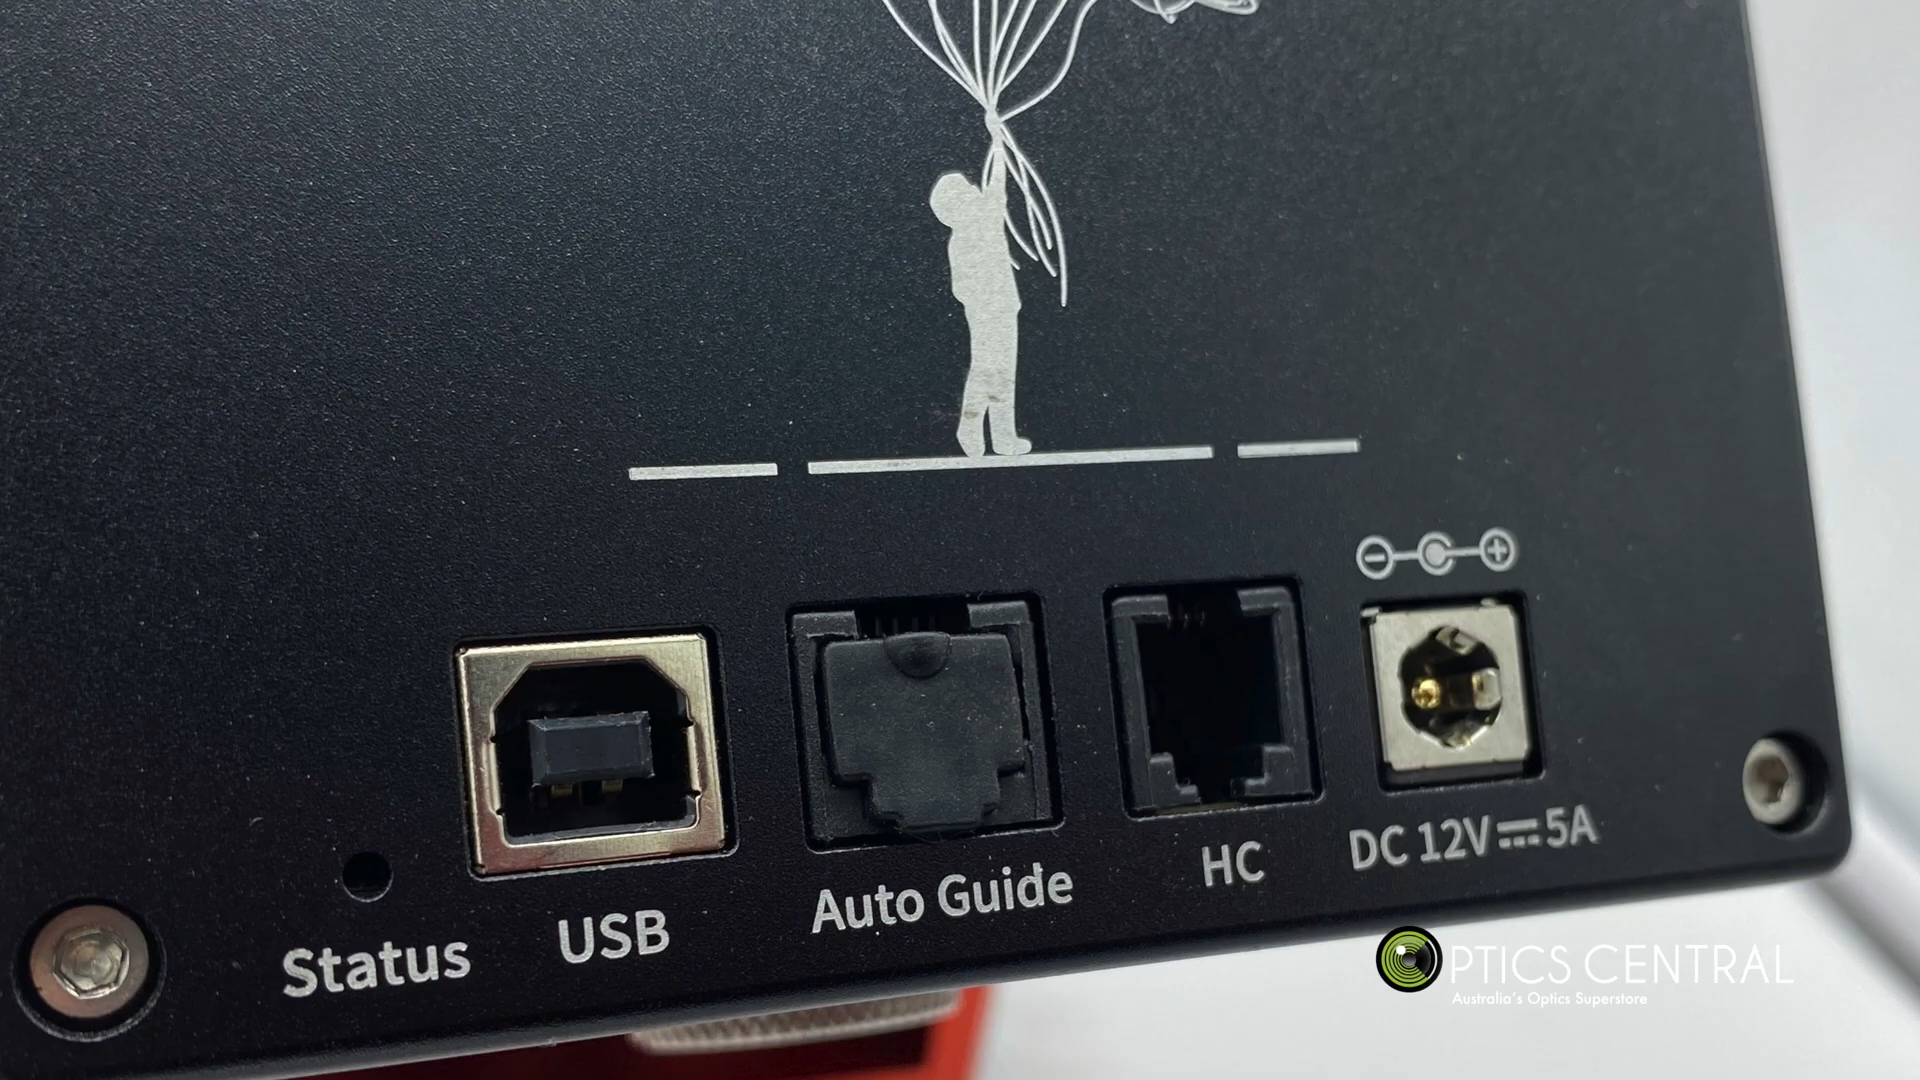 Status
USB
Auto Guide
HC
DC 12V⎓5A
OPTICS CENTRAL
Australia's Optics Superstore